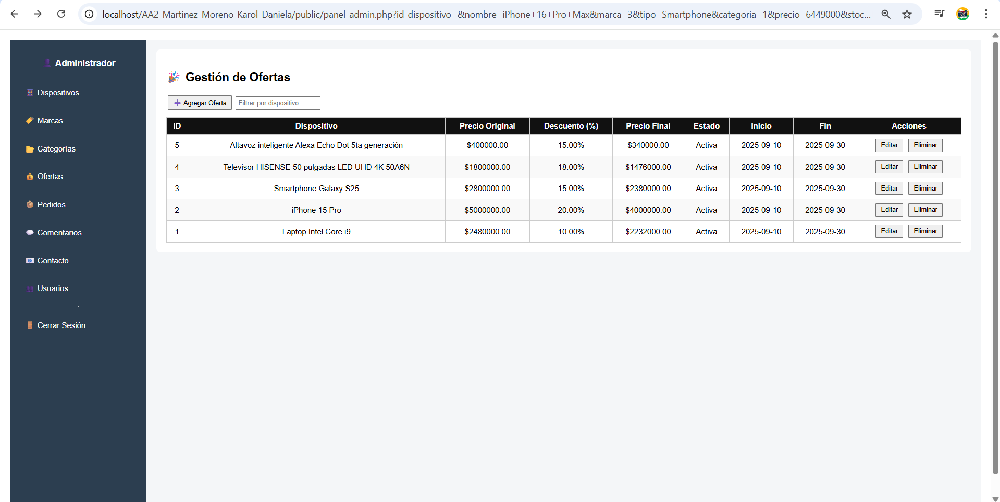 localhost/AA2_Martinez_Moreno_Karol_Daniela/public/panel_admin.php?id_dispositivo=&nombre=iPhone+16+Pro+Max&marca=3&tipo=Smartphone&categoria=1&precio=6449000&stoc...
Administrador
Dispositivos
Marcas
Categorías
Ofertas
Pedidos
Comentarios
Contacto
Usuarios
Cerrar Sesión
Gestión de Ofertas
Agregar Oferta Filtrar por dispositivo...
ID Dispositivo Precio Original Descuento (%) Precio Final Estado Inicio Fin Acciones
5 Altavoz inteligente Alexa Echo Dot 5ta generación $400000.00 15.00% $340000.00 Activa 2025-09-10 2025-09-30 Editar Eliminar
4 Televisor HISENSE 50 pulgadas LED UHD 4K 50A6N $1800000.00 18.00% $1476000.00 Activa 2025-09-10 2025-09-30 Editar Eliminar
3 Smartphone Galaxy S25 $2800000.00 15.00% $2380000.00 Activa 2025-09-10 2025-09-30 Editar Eliminar
2 iPhone 15 Pro $5000000.00 20.00% $4000000.00 Activa 2025-09-10 2025-09-30 Editar Eliminar
1 Laptop Intel Core i9 $2480000.00 10.00% $2232000.00 Activa 2025-09-10 2025-09-30 Editar Eliminar